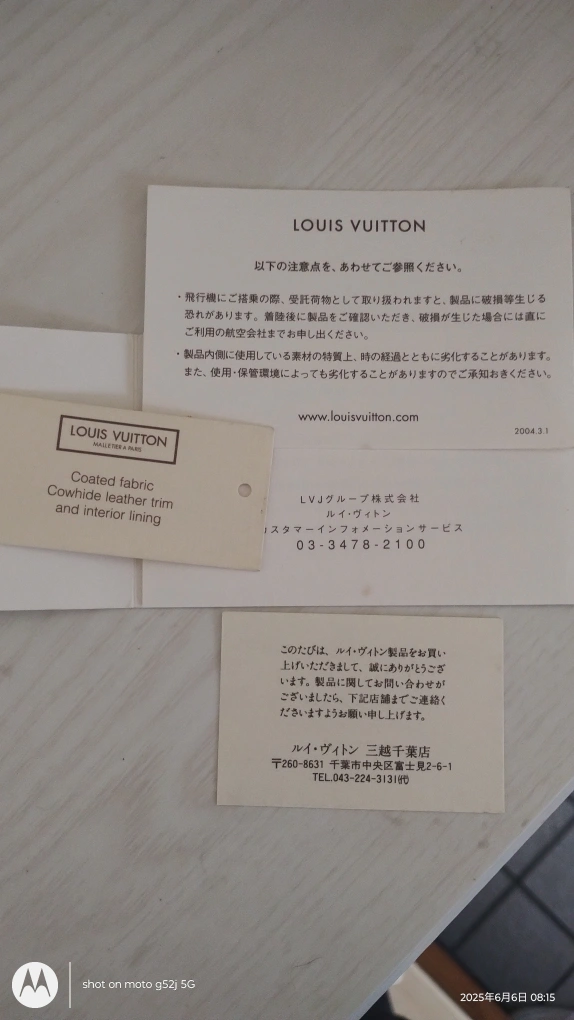 LOUIS VUITTON
以下の注意点を、あわせてご参照ください。
・飛行機にご搭乗の際、受託荷物として取り扱われますと、製品に破損等生じる
恐れがあります。着陸後に製品をご確認いただき、破損が生じた場合には直に
ご利用の航空会社までお申し出ください。
・製品内側に使用している素材の特質上、時の経過とともに劣化することがあります。
また、使用・保管環境によっても劣化することがありますのでご承知おきください。
www.louisvuitton.com
2004.3.1
LOUIS VUITTON
MALLETIER À PARIS
Coated fabric
Cowhide leather trim
and interior lining
LVJグループ株式会社
ルイ・ヴィトン
スタマーインフォメーションサービス
03-3478-2100
このたびは、ルイ・ヴィトン製品をお買い
上げいただきまして、誠にありがとうござ
います。製品に関してお問い合わせが
ございましたら、下記店舗までご連絡く
ださいますようお願い申し上げます。
ルイ・ヴィトン 三越千葉店
〒260-8631 千葉市中央区富士見2-6-1
TEL.043-224-3131㈹
shot on moto g52j 5G
2025年6月6日 08:15